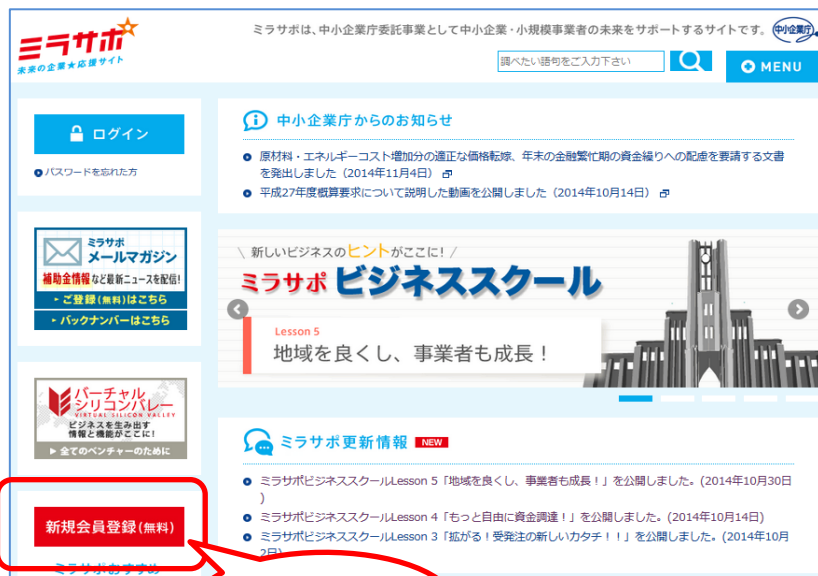 ミラサポ
未来の企業★応援サイト
ミラサポは、中小企業庁委託事業として中小企業・小規模事業者の未来をサポートするサイトです。
中小企業庁
調べたい語句をご入力下さい
MENU
ログイン
パスワードを忘れた方
中小企業庁からのお知らせ
原材料・エネルギーコスト増加分の適正な価格転嫁、年末の金融繁忙期の資金繰りへの配慮を要請する文書
を発出しました（2014年11月4日）
平成27年度概算要求について説明した動画を公開しました（2014年10月14日）
ミラサポ
メールマガジン
補助金情報など最新ニュースを配信!
ご登録(無料)はこちら
バックナンバーはこちら
\ 新しいビジネスのヒントがここに! /
ミラサポ ビジネススクール
Lesson 5
地域を良くし、事業者も成長！
バーチャル
シリコンバレー
VIRTUAL SILICON VALLEY
ビジネスを生み出す
情報と機能がここに!
全てのベンチャーのために
ミラサポ更新情報 NEW
ミラサポビジネススクールLesson 5「地域を良くし、事業者も成長！」を公開しました。(2014年10月30日
)
ミラサポビジネススクールLesson 4「もっと自由に資金調達！」を公開しました。(2014年10月14日)
ミラサポビジネススクールLesson 3「拡がる！受発注の新しいカタチ！！」を公開しました。(2014年10月
2日)
新規会員登録(無料)
ミラサポおすすめ